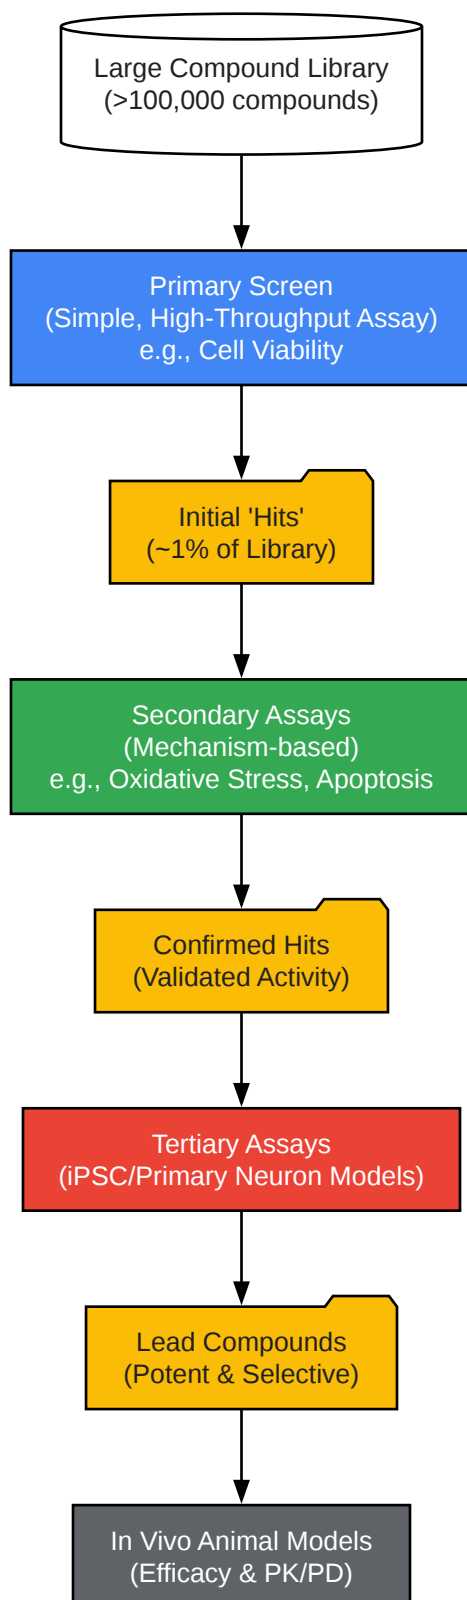 Large Compound Library
(>100,000 compounds)
Primary Screen
(Simple, High-Throughput Assay)
e.g., Cell Viability
Initial 'Hits'
(~1% of Library)
Secondary Assays
(Mechanism-based)
e.g., Oxidative Stress, Apoptosis
Confirmed Hits
(Validated Activity)
Tertiary Assays
(iPSC/Primary Neuron Models)
Lead Compounds
(Potent & Selective)
In Vivo Animal Models
(Efficacy & PK/PD)